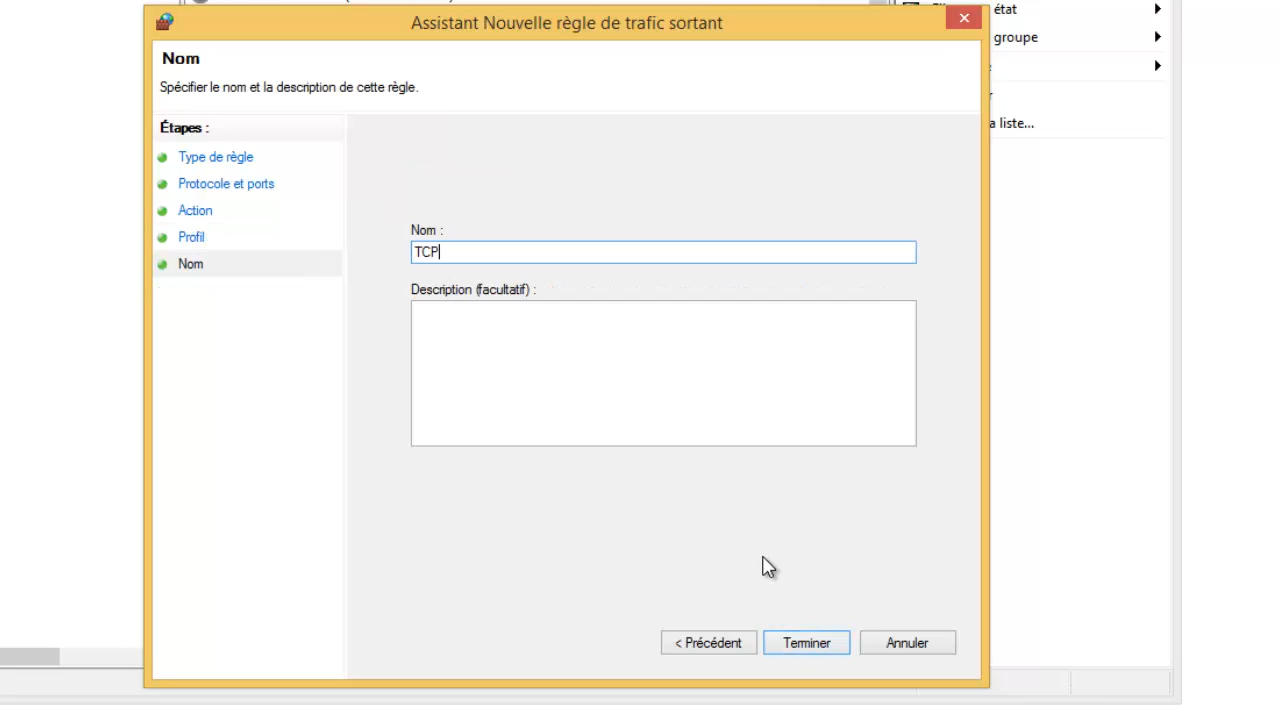 Assistant Nouvelle règle de trafic sortant
état
groupe
Nom
Spécifier le nom et la description de cette règle.
a liste...
Étapes :
Type de règle
Protocole et ports
Action
Profil
Nom
Nom :
TCP
Description (facultatif) :
< Précédent
Terminer
Annuler